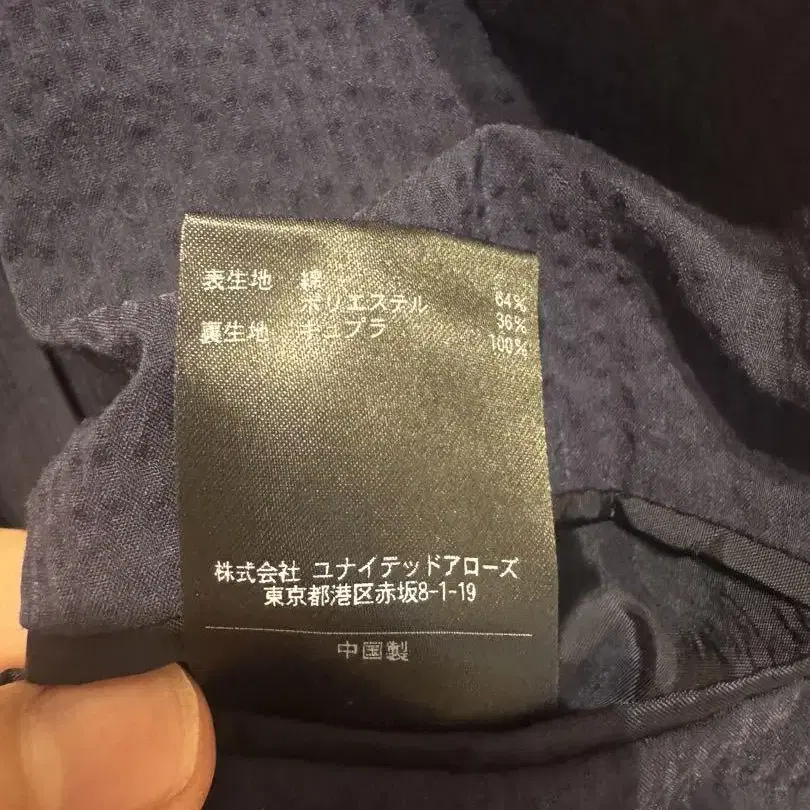 表生地 綿 64%
ポリエステル 36%
裏生地 キュプラ 100%
株式会社 ユナイテッドアローズ
東京都港区赤坂8-1-19
中国製